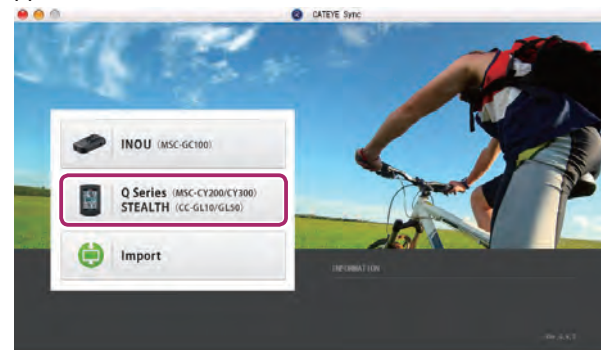 CATEYE Sync
INOU (MSC-GC100)
Q Series (MSC-CY200/CY300)
STEALTH (CC-GL10/GL50)
Import
INFORMATION